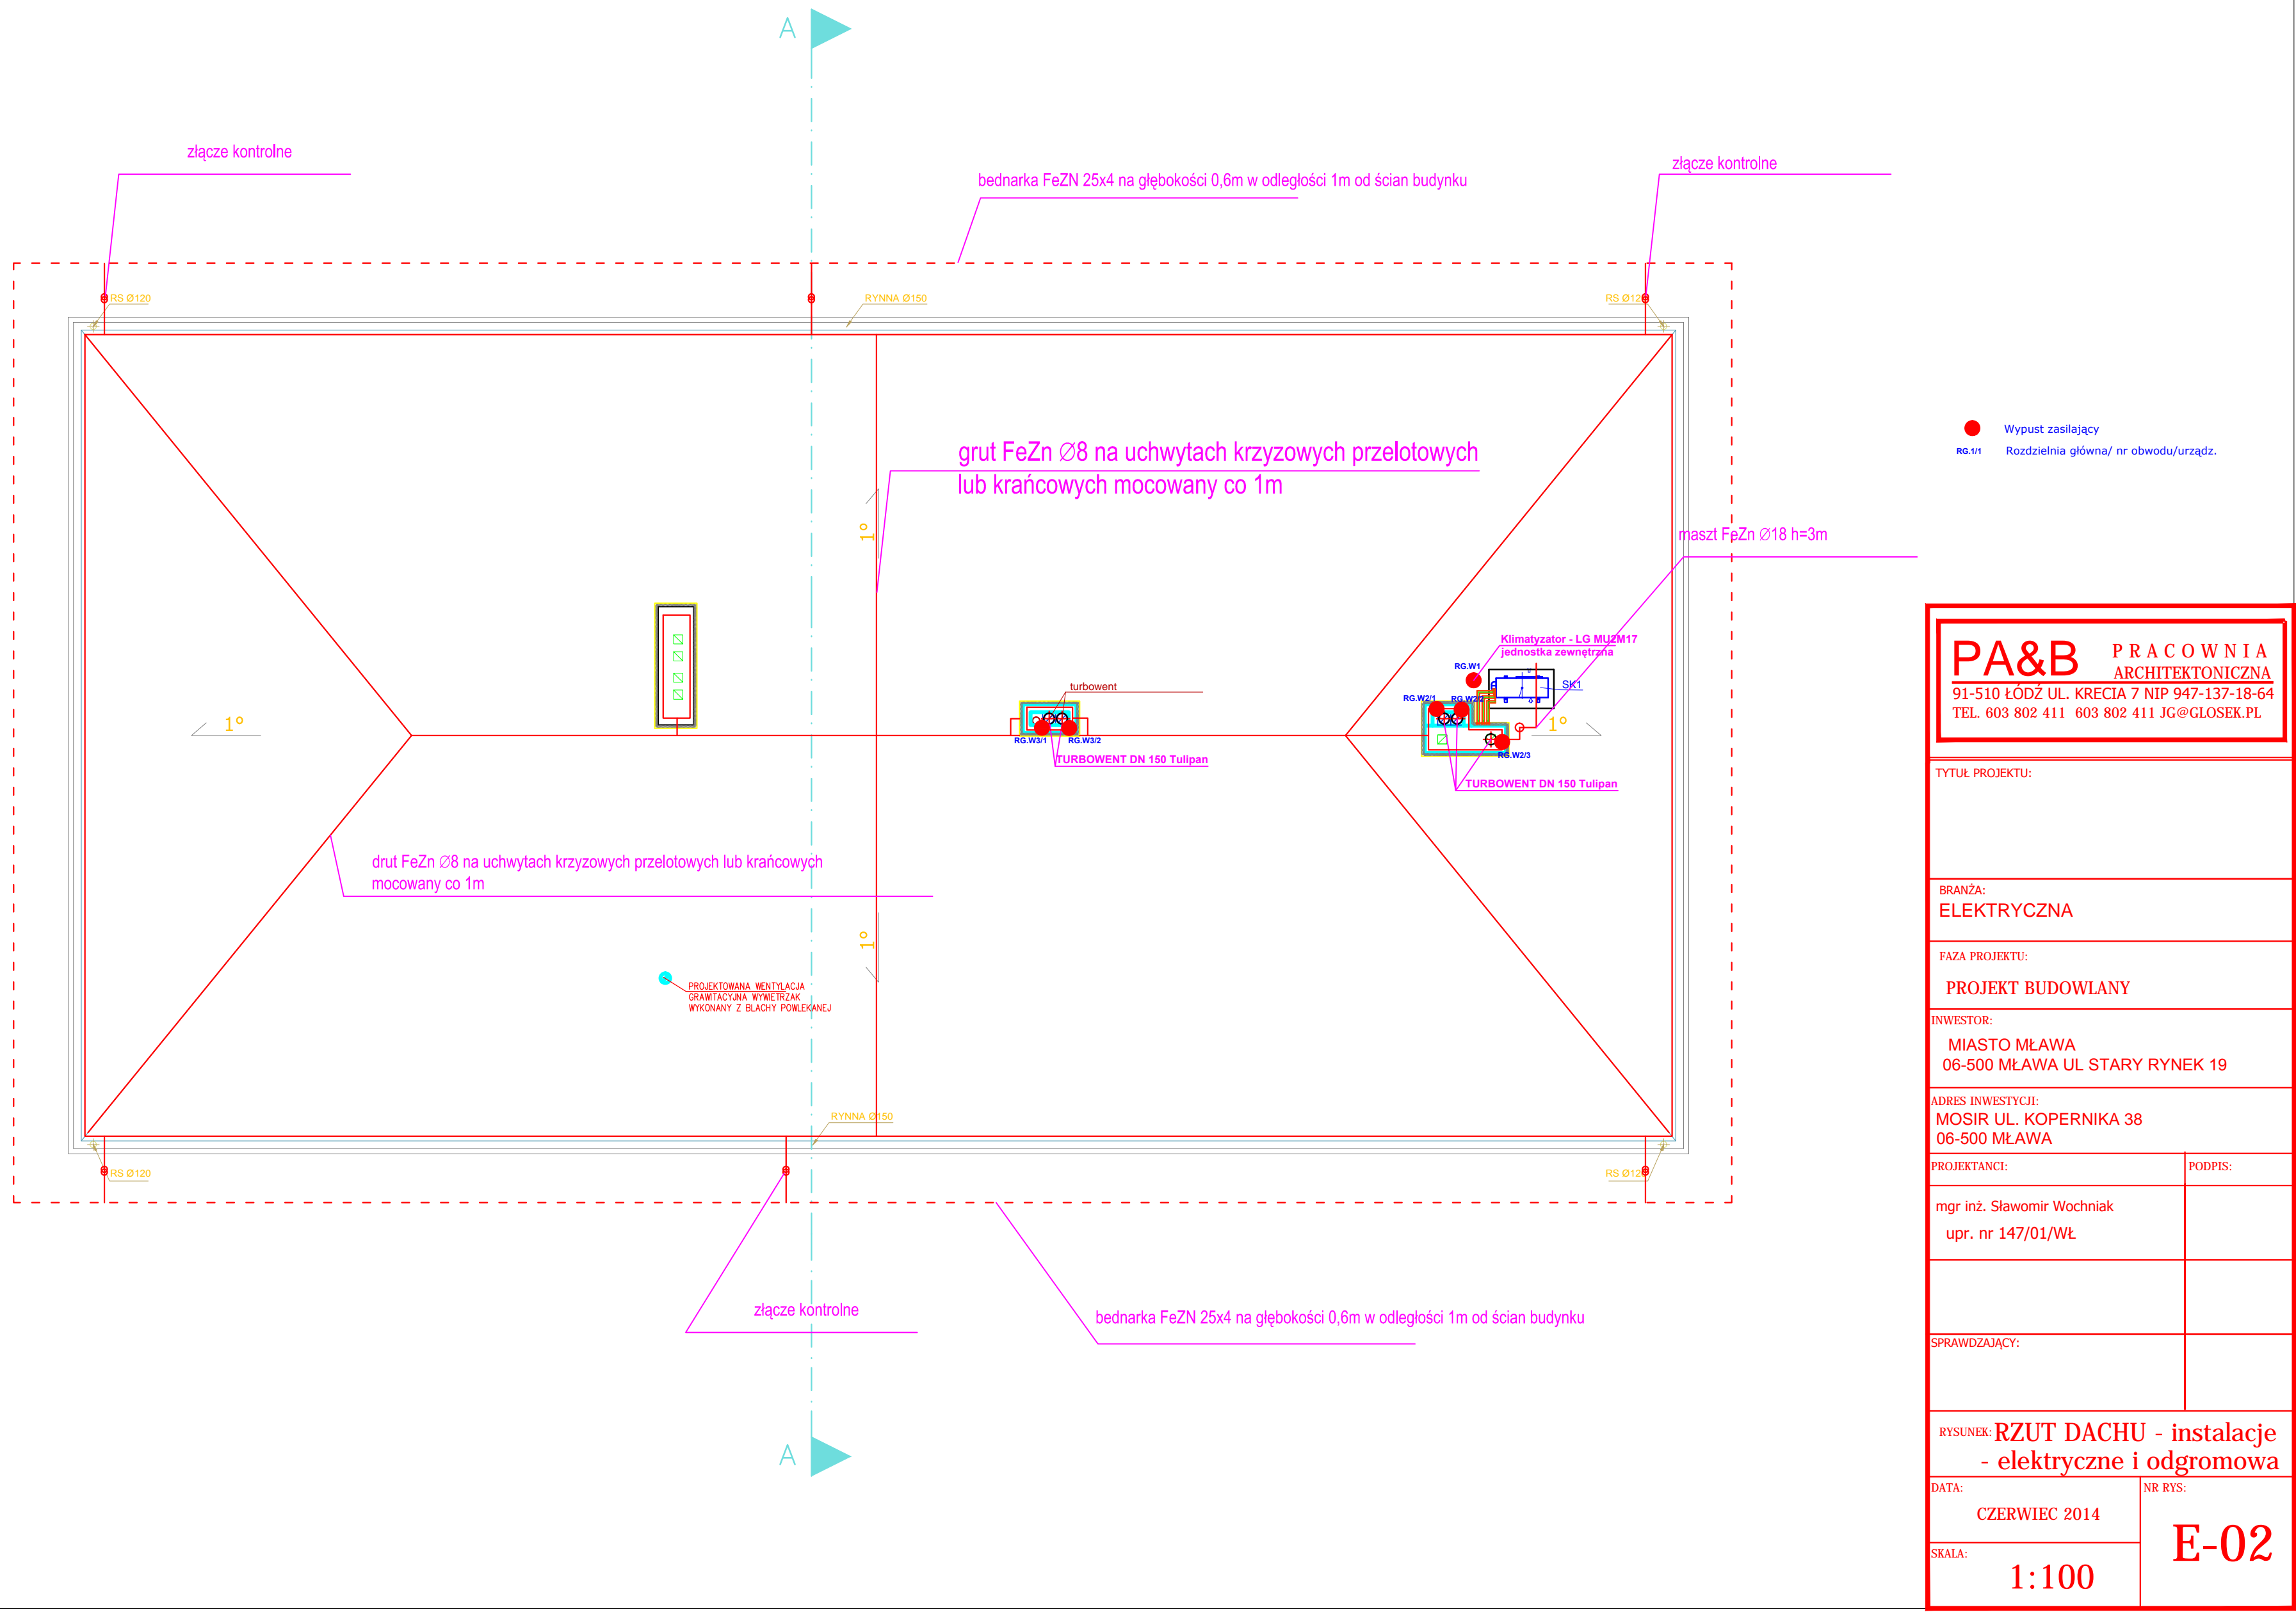 A
złącze kontrolne
bednarka FeZN 25x4 na głębokości 0,6m w odległości 1m od ścian budynku
złącze kontrolne
RS Ø120
RYNNA Ø150
RS Ø12
Wypust zasilający
RG.1/1 Rozdzielnia główna/ nr obwodu/urządz.
grut FeZn Ø8 na uchwytach krzyzowych przelotowych
lub krańcowych mocowany co 1m
1°
maszt FeZn Ø18 h=3m
Klimatyzator - LG MU2M17
jednostka zewnętrzna
RG.W1
SK1
RG.W2/1
RG.W2/2
turbowent
1°
1°
RG.W3/1
RG.W3/2
RG.W2/3
TURBOWENT DN 150 Tulipan
TURBOWENT DN 150 Tulipan
drut FeZn Ø8 na uchwytach krzyzowych przelotowych lub krańcowych
mocowany co 1m
1°
PROJEKTOWANA WENTYLACJA
GRAWITACYJNA WYWIETRZAK
WYKONANY Z BLACHY POWLEKANEJ
RYNNA Ø150
RS Ø120
RS Ø12
złącze kontrolne
bednarka FeZN 25x4 na głębokości 0,6m w odległości 1m od ścian budynku
A
PA&B PRACOWNIA
ARCHITEKTONICZNA
91-510 ŁÓDŹ UL. KRECIA 7 NIP 947-137-18-64
TEL. 603 802 411 603 802 411 JG@GLOSEK.PL
TYTUŁ PROJEKTU:
BRANŻA:
ELEKTRYCZNA
FAZA PROJEKTU:
PROJEKT BUDOWLANY
INWESTOR:
MIASTO MŁAWA
06-500 MŁAWA UL STARY RYNEK 19
ADRES INWESTYCJI:
MOSIR UL. KOPERNIKA 38
06-500 MŁAWA
PROJEKTANCI:
PODPIS:
mgr inż. Sławomir Wochniak
upr. nr 147/01/WŁ
SPRAWDZAJĄCY:
RYSUNEK: RZUT DACHU - instalacje
- elektryczne i odgromowa
DATA:
CZERWIEC 2014
NR RYS:
E-02
SKALA:
1:100